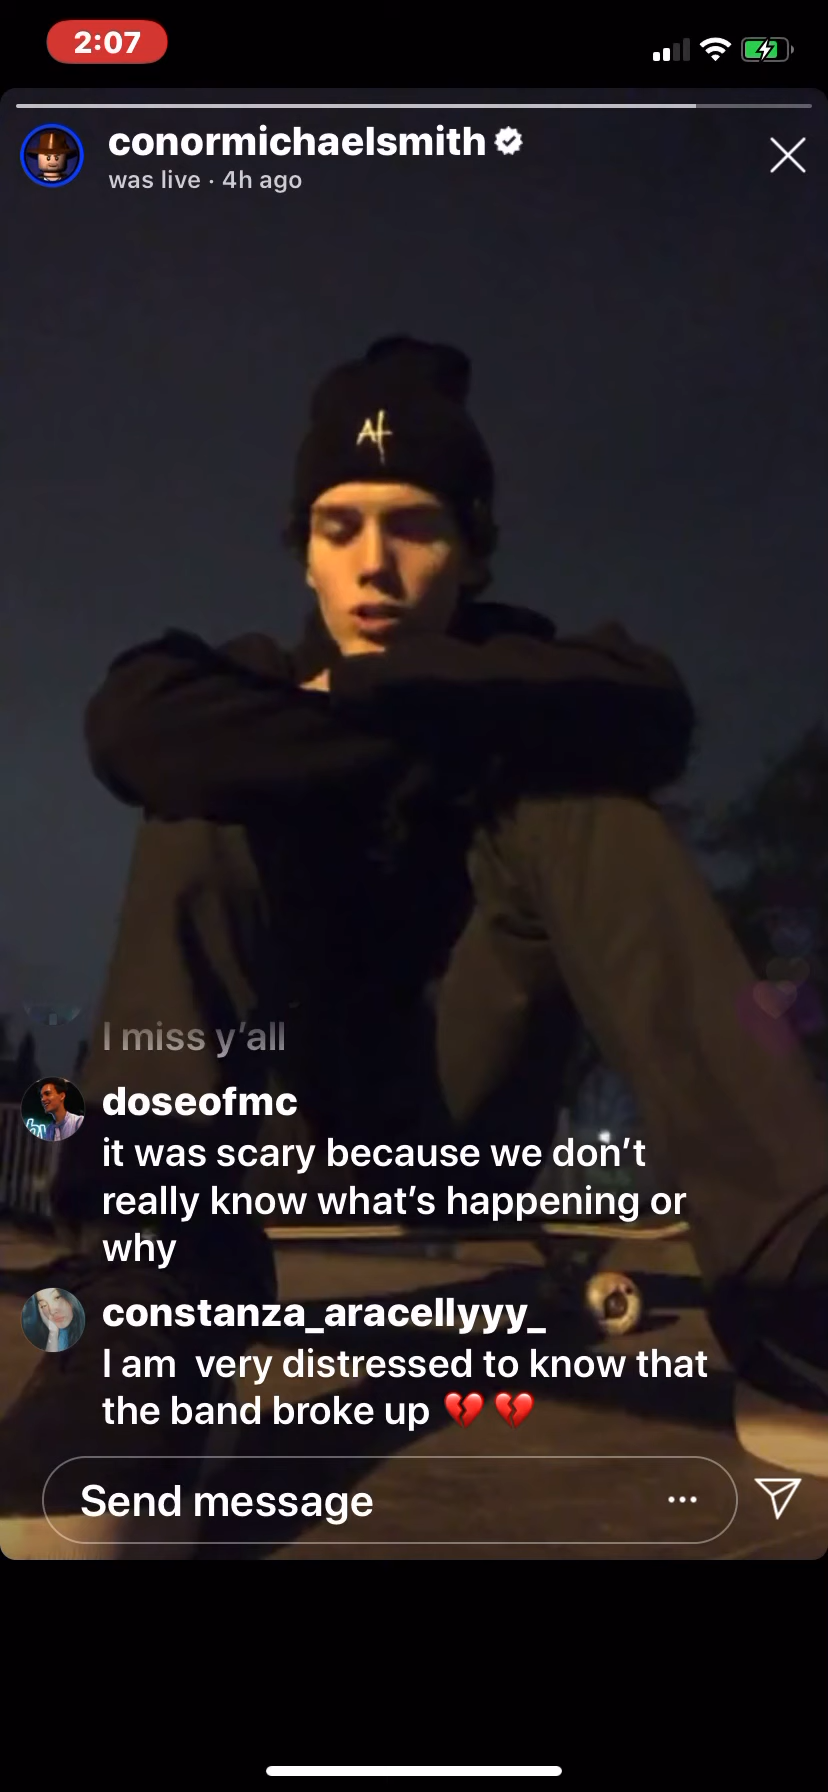 2:07
conormichaelsmith
was live · 4h ago
A+
I miss y'all
doseofmc
it was scary because we don't
really know what's happening or
why
constanza_aracellyyy_
I am  very distressed to know that
the band broke up 💔 💔
Send message